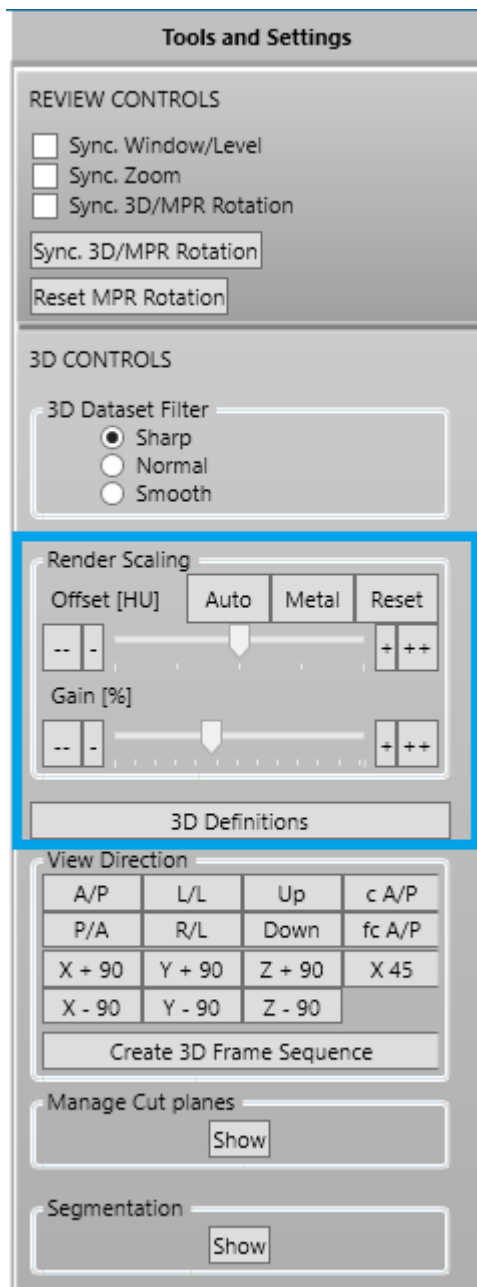 Tools and Settings
REVIEW CONTROLS
Sync. Window/Level
Sync. Zoom
Sync. 3D/MPR Rotation
Sync. 3D/MPR Rotation
Reset MPR Rotation
3D CONTROLS
3D Dataset Filter
Sharp
Normal
Smooth
Render Scaling
Offset [HU] Auto Metal Reset
-- - + ++
Gain [%]
-- - + ++
3D Definitions
View Direction
A/P L/L Up c A/P
P/A R/L Down fc A/P
X + 90 Y + 90 Z + 90 X 45
X - 90 Y - 90 Z - 90
Create 3D Frame Sequence
Manage Cut planes
Show
Segmentation
Show